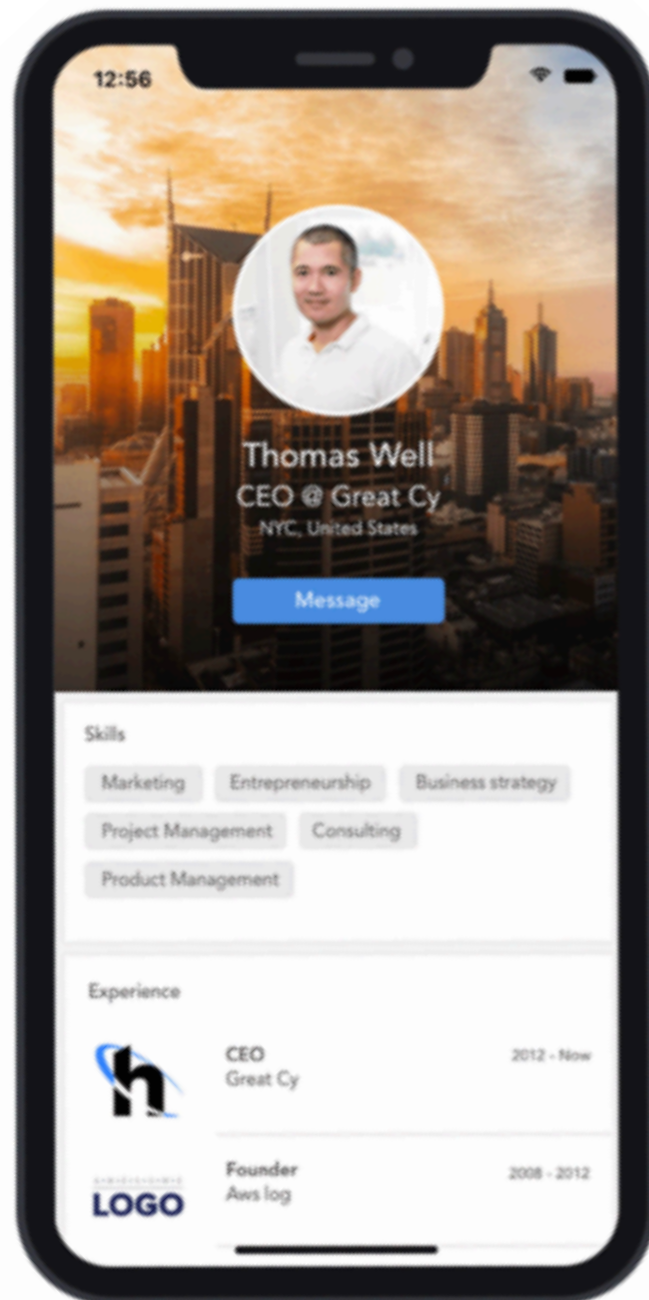 12:56
Thomas Well
CEO @ Great Cy
NYC, United States
Message
Skills
Marketing Entrepreneurship Business strategy
Project Management Consulting
Product Management
Experience
h
CEO 2012 - Now
Great Cy
Founder 2008 - 2012
LOGO Aws log